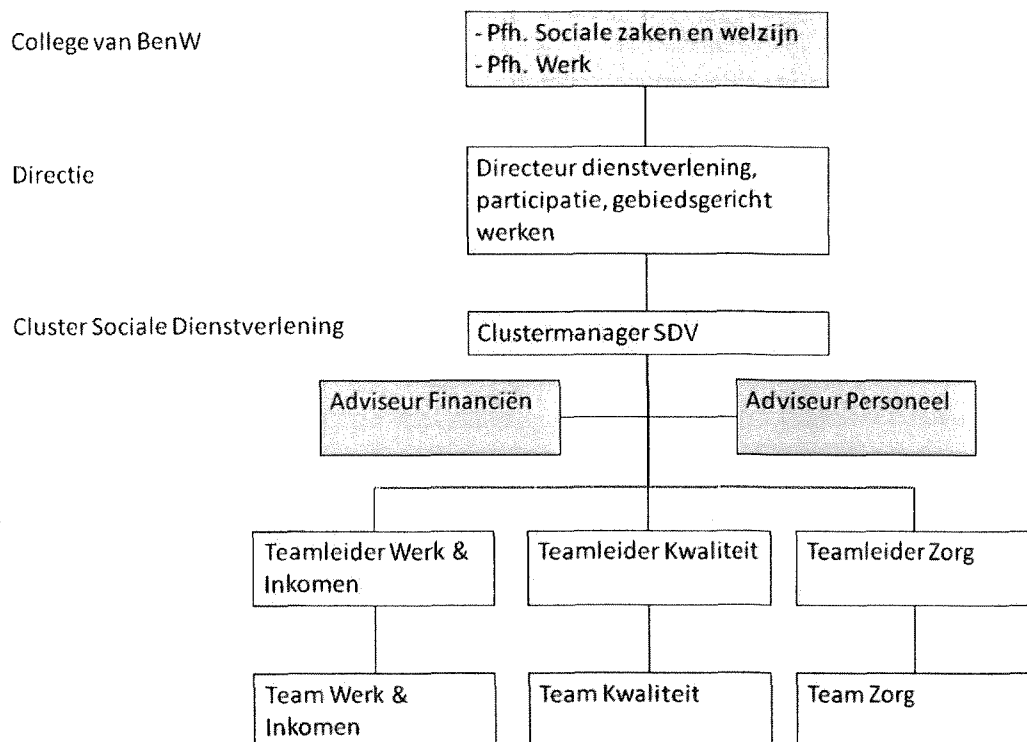 College van BenW
- Pfh. Sociale zaken en welzijn
- Pfh. Werk
Directie
Directeur dienstverlening,
participatie, gebiedsgericht
werken
Cluster Sociale Dienstverlening
Clustermanager SDV
Adviseur Financiën
Adviseur Personeel
Teamleider Werk &
Inkomen
Teamleider Kwaliteit
Teamleider Zorg
Team Werk &
Inkomen
Team Kwaliteit
Team Zorg